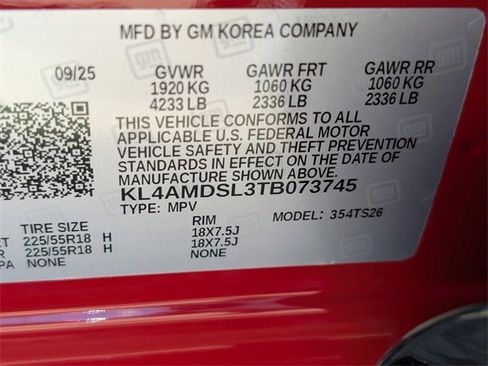 MFD BY GM KOREA COMPANY
09/25 GVWR GAWR FRT GAWR RR
1920 KG 1060 KG 1060 KG
4233 LB 2336 LB 2336 LB
THIS VEHICLE CONFORMS TO ALL
APPLICABLE U.S. FEDERAL MOTOR
VEHICLE SAFETY AND THEFT PREVENTION
STANDARDS IN EFFECT ON THE DATE OF
MANUFACTURE SHOWN ABOVE.
KL4AMDSL3TB073745
TYPE: MPV MODEL: 354TS26
TIRE SIZE RIM
225/55R18 H 18X7.5J
225/55R18 H 18X7.5J
NONE NONE